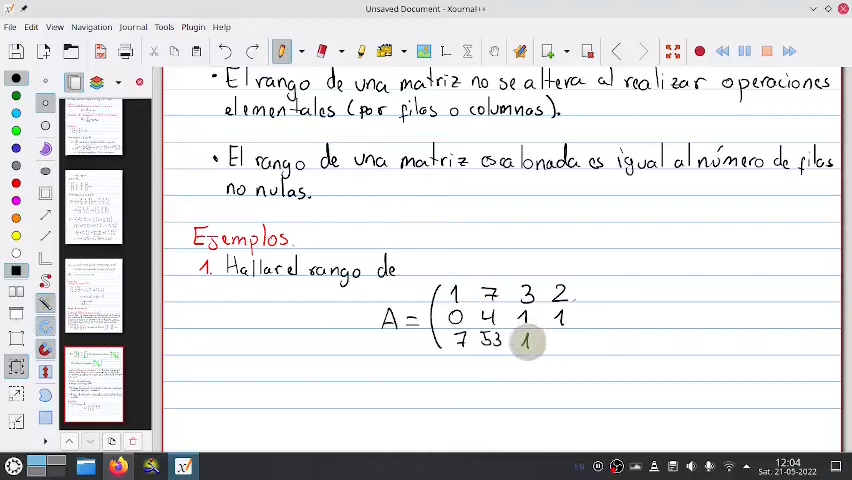 Unsaved Document - Xournal++
File Edit View Navigation Journal Tools Plugin Help
• El rango de una matriz no se altera al realizar operaciones
elementales (por filas o columnas).
• El rango de una matriz escalonada es igual al número de filas
no nulas.
Ejemplos.
1. Hallar el rango de
A = ( 1 7 3 2
0 4 1 1
7 53 1
EN
12:04
Sat. 21-05-2022